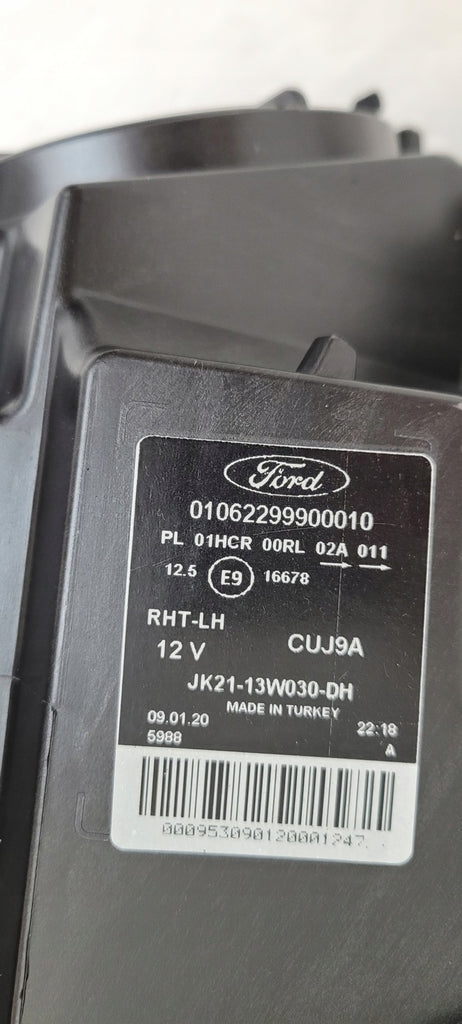 Ford
01062299900010
PL 01HCR 00RL 02A 011
12.5 E9 16678
RHT-LH
12 V CUJ9A
JK21-13W030-DH
MADE IN TURKEY
09.01.20 22:18
5988 A
0009530901200001247